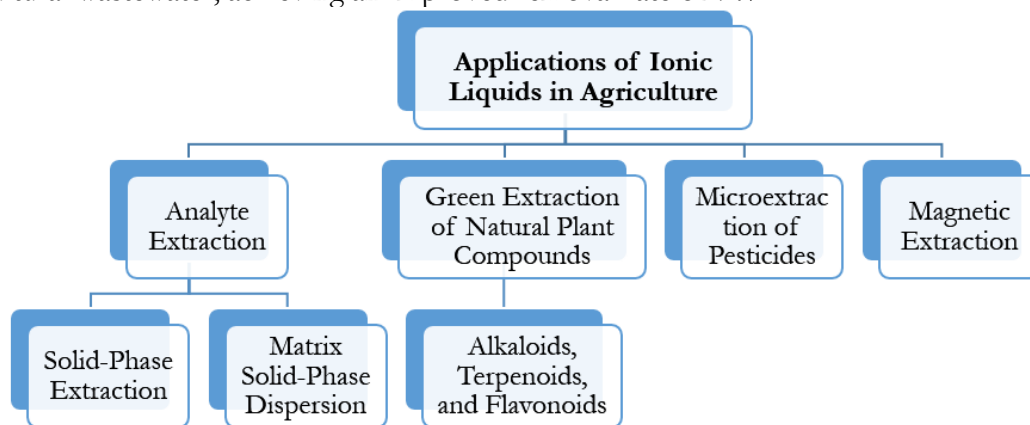 Applications of Ionic
Liquids in Agriculture
Analyte
Extraction
Green Extraction
of Natural Plant
Compounds
Microextrac
tion of
Pesticides
Magnetic
Extraction
Solid-Phase
Extraction
Matrix
Solid-Phase
Dispersion
Alkaloids,
Terpenoids,
and Flavonoids